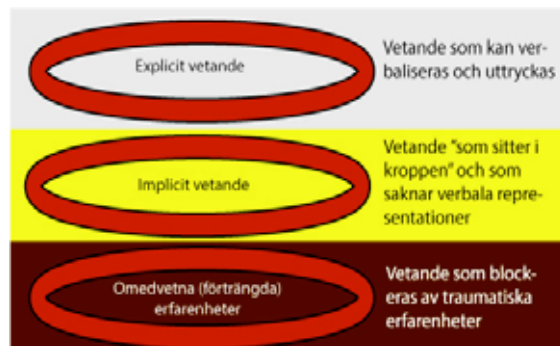 Explicit vetande
Vetande som kan ver-
baliseras och uttryckas
Implicit vetande
Vetande "som sitter i
kroppen" och som
saknar verbala repre-
sentationer
Omedvetna (förträngda)
erfarenheter
Vetande som block-
eras av traumatiska
erfarenheter